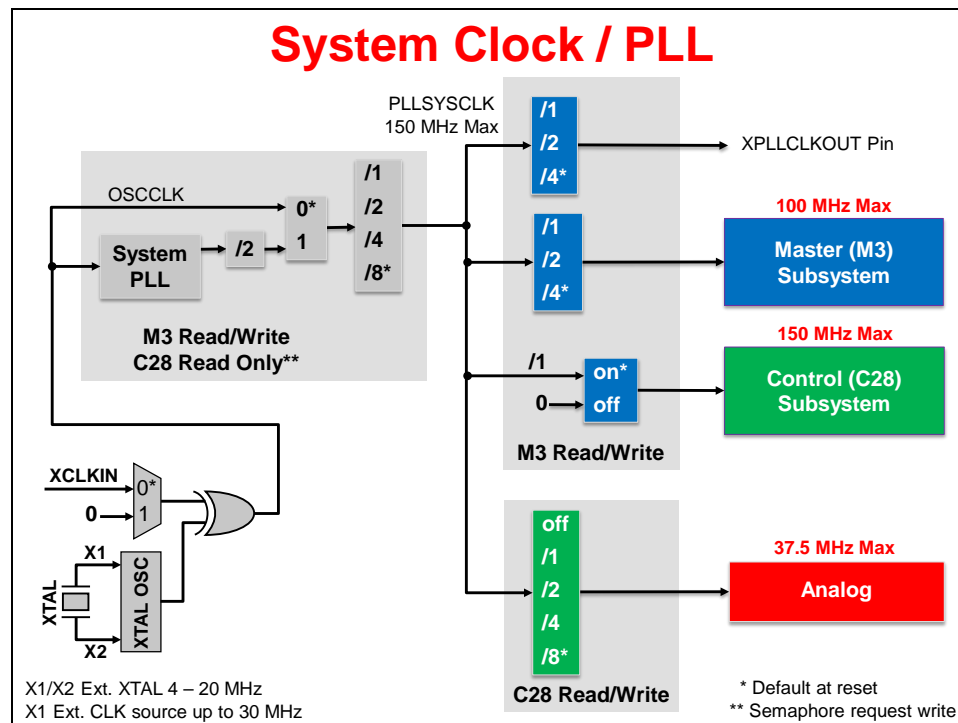 System Clock / PLL
PLLSYSCLK
150 MHz Max
/1
/2
/4*
XPLLCLKOUT Pin
OSCCLK
System
PLL
/2
0*
1
/1
/2
/4
/8*
M3 Read/Write
C28 Read Only**
/1
/2
/4*
100 MHz Max
Master (M3)
Subsystem
/1
0
on*
off
150 MHz Max
Control (C28)
Subsystem
M3 Read/Write
XCLKIN
0
0*
1
X1
XTAL
X2
XTAL OSC
off
/1
/2
/4
/8*
37.5 MHz Max
Analog
C28 Read/Write
X1/X2 Ext. XTAL 4 – 20 MHz
X1 Ext. CLK source up to 30 MHz
* Default at reset
** Semaphore request write